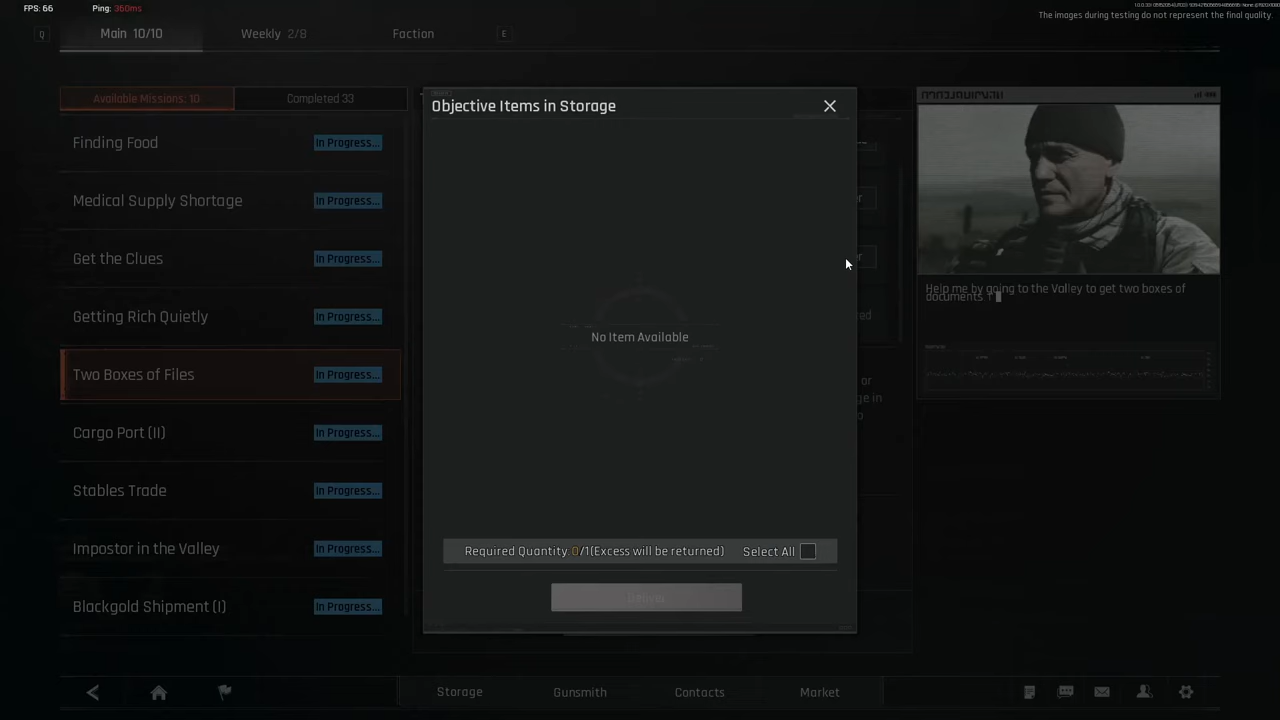 FPS: 66
Ping: 360ms
The images during testing do not represent the final quality
Q
Main 10/10
Weekly 2/8
Faction
E
Available Missions: 10
Completed 33
Finding Food
In Progress...
Medical Supply Shortage
In Progress...
Get the Clues
In Progress...
Getting Rich Quietly
In Progress...
Two Boxes of Files
In Progress...
Cargo Port (II)
In Progress...
Stables Trade
In Progress...
Impostor in the Valley
In Progress...
Blackgold Shipment (I)
In Progress...
Objective Items in Storage
No Item Available
Required Quantity: 0/1(Excess will be returned)
Select All
or
ge in
Help me by going to the Valley to get two boxes of
documents
Storage
Gunsmith
Contacts
Market